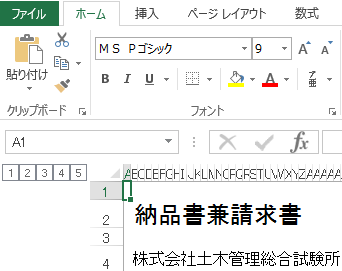 ファイル ホーム 挿入 ページ レイアウト 数式
ＭＳ Ｐゴシック 9
貼り付け B I U A ア亜
クリップボード フォント
A1 fx
1 2 3 4 5 ABCDEFGHIJKLMNOPQRSTUVWXYZAAAAA
1
2 納品書兼請求書
3
4 株式会社土木管理総合試験所